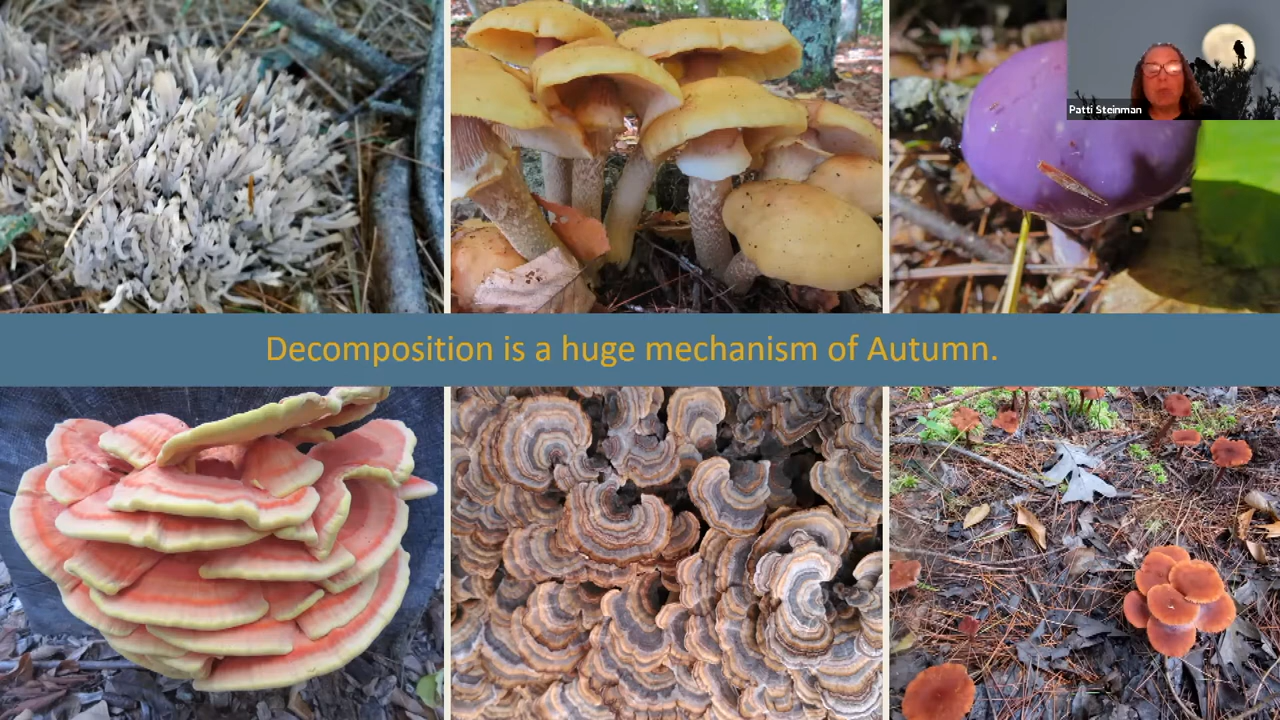 Patti Steinman
Decomposition is a huge mechanism of Autumn.